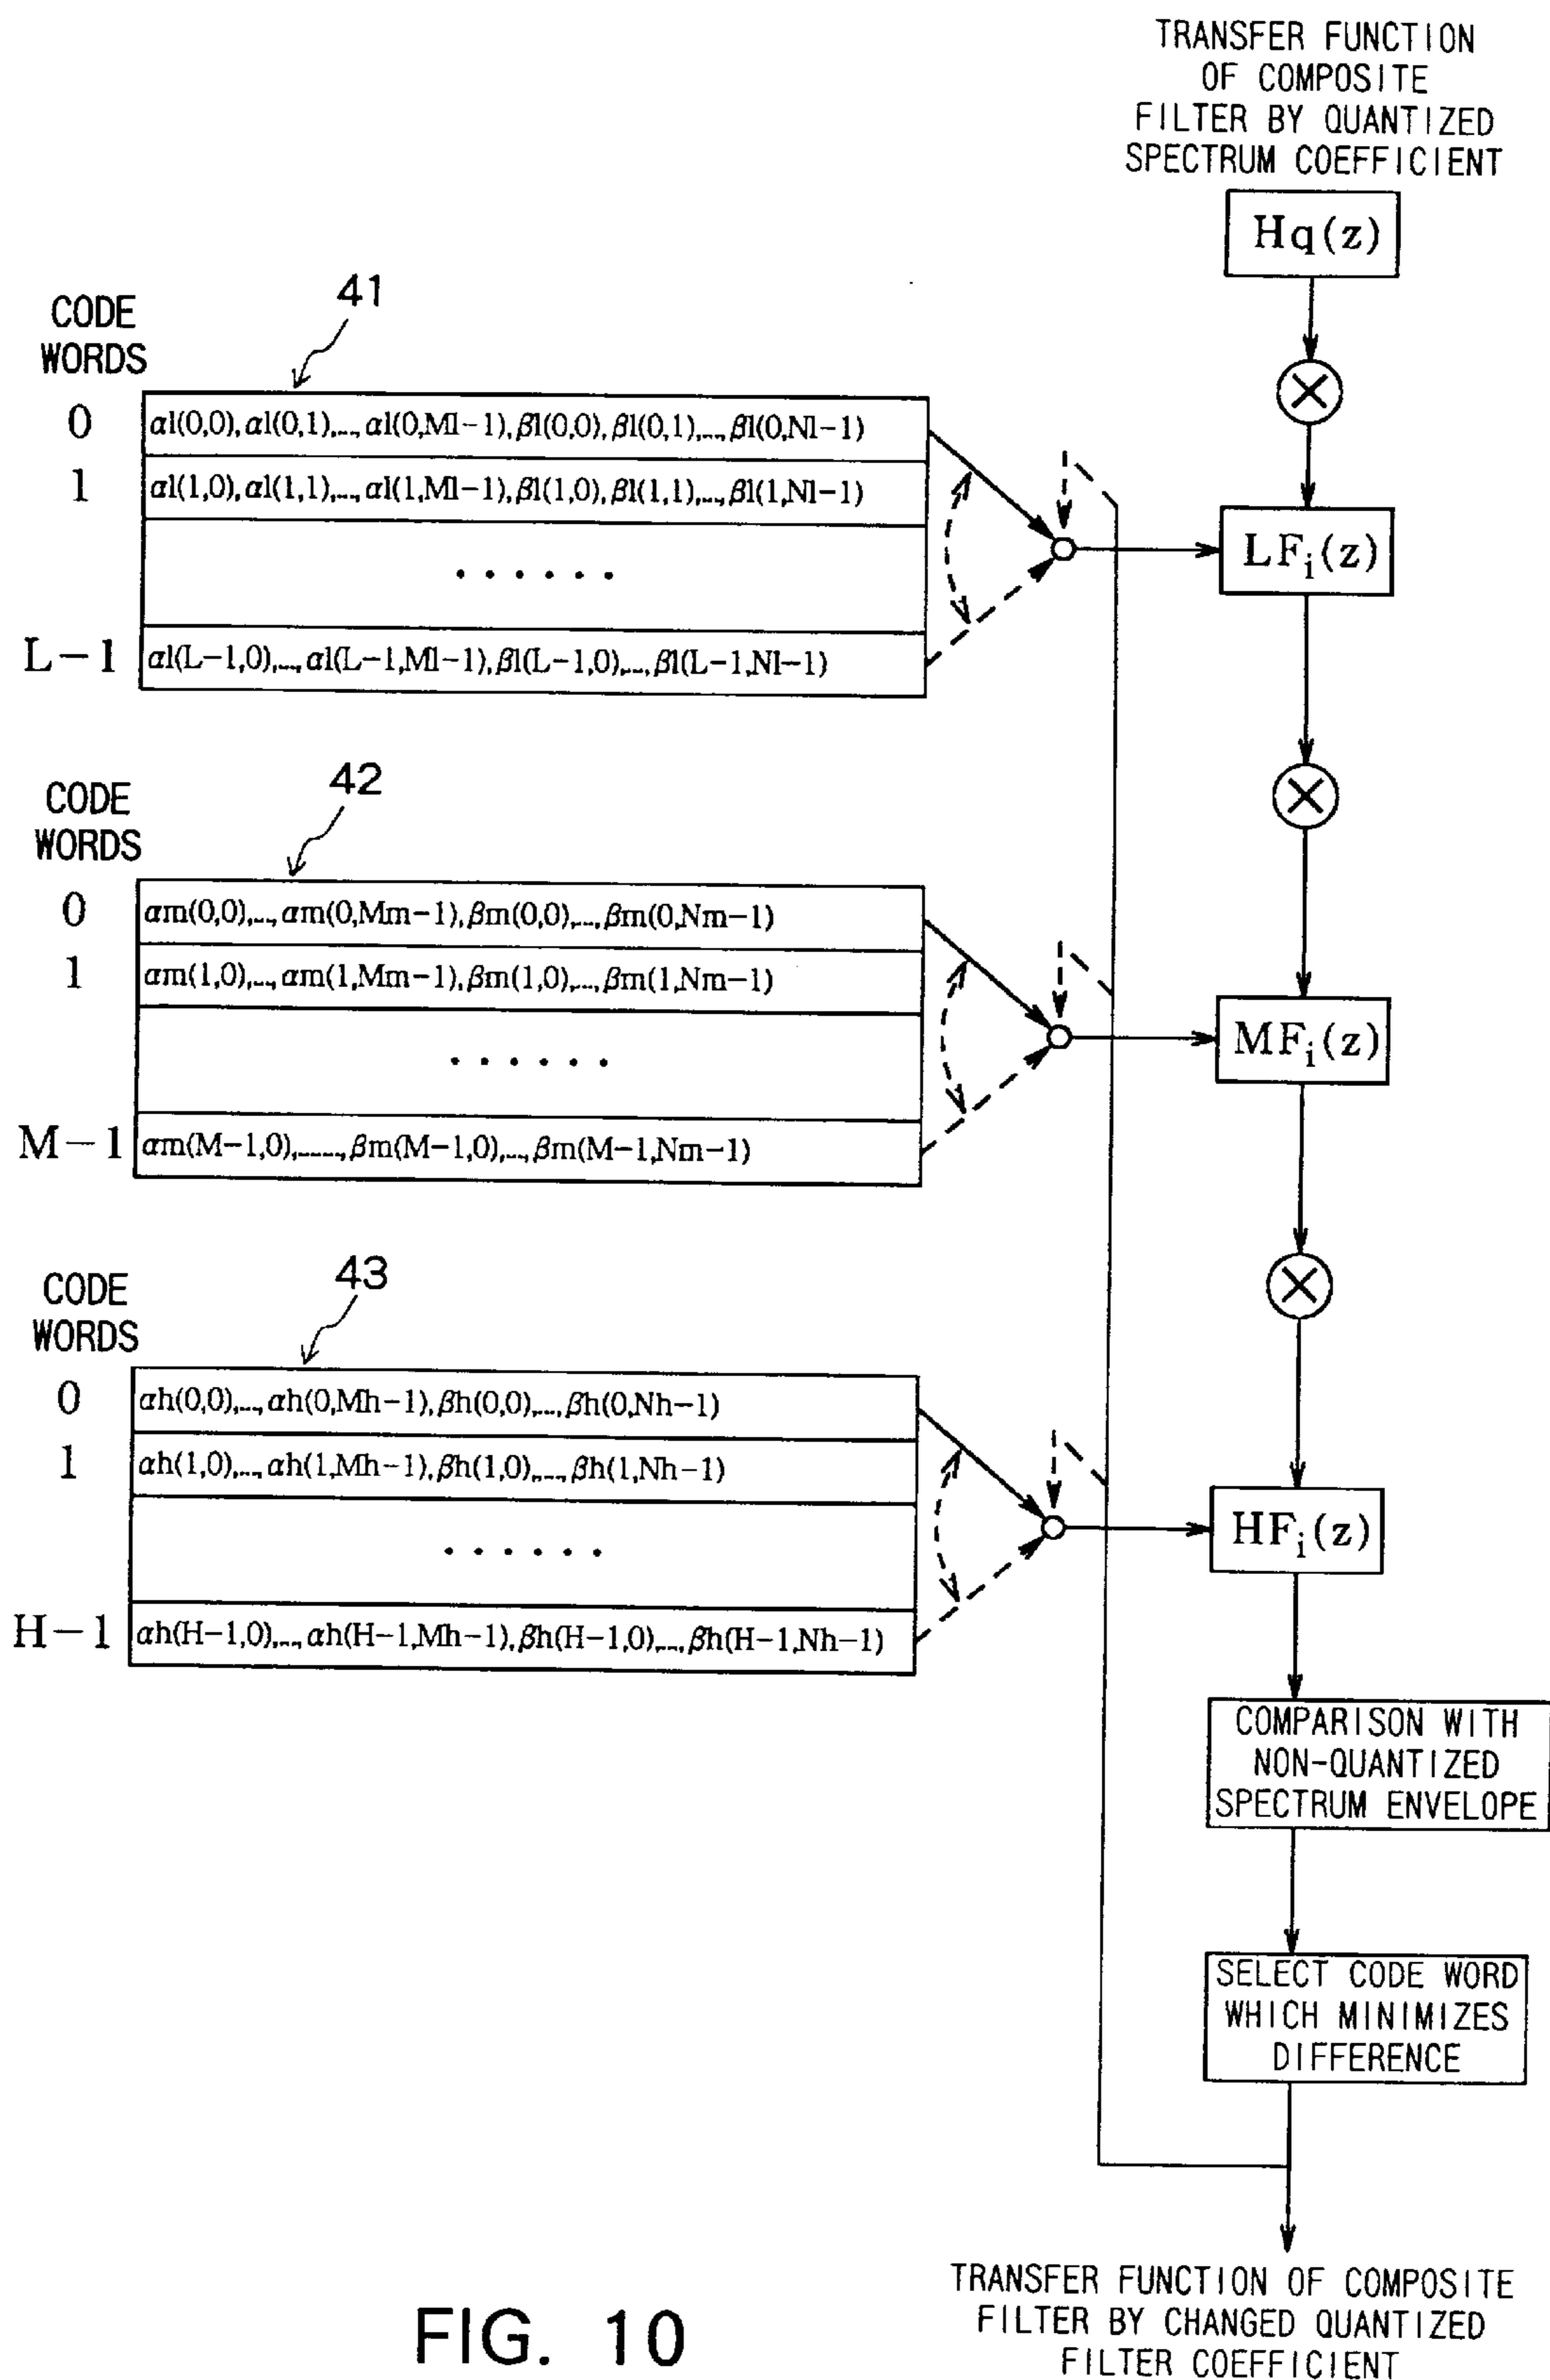 TRANSFER FUNCTION
OF COMPOSITE
FILTER BY QUANTIZED
SPECTRUM COEFFICIENT
Hq(z)
41
CODE
WORDS
0 αl(0,0),αl(0,1),..., αl(0,Ml-1),βl(0,0),βl(0,1),..., βl(0,Nl-1)
1 αl(1,0),αl(1,1),..., αl(1,Ml-1),βl(1,0),βl(1,1),..., βl(1,Nl-1)
LFi(z)
......
L-1 αl(L-1,0),..., αl(L-1,Ml-1),βl(L-1,0),..., βl(L-1,Nl-1)
42
CODE
WORDS
0 αm(0,0),..., αm(0,Mm-1),βm(0,0),..., βm(0,Nm-1)
1 αm(1,0),..., αm(1,Mm-1),βm(1,0),..., βm(1,Nm-1)
MFi(z)
......
M-1 αm(M-1,0),......, βm(M-1,0),..., βm(M-1,Nm-1)
43
CODE
WORDS
0 αh(0,0),..., αh(0,Mh-1),βh(0,0),..., βh(0,Nh-1)
1 αh(1,0),..., αh(1,Mh-1),βh(1,0),..., βh(1,Nh-1)
HFi(z)
......
H-1 αh(H-1,0),..., αh(H-1,Mh-1),βh(H-1,0),..., βh(H-1,Nh-1)
COMPARISON WITH
NON-QUANTIZED
SPECTRUM ENVELOPE
SELECT CODE WORD
WHICH MINIMIZES
DIFFERENCE
TRANSFER FUNCTION OF COMPOSITE
FILTER BY CHANGED QUANTIZED
FILTER COEFFICIENT
FIG. 10